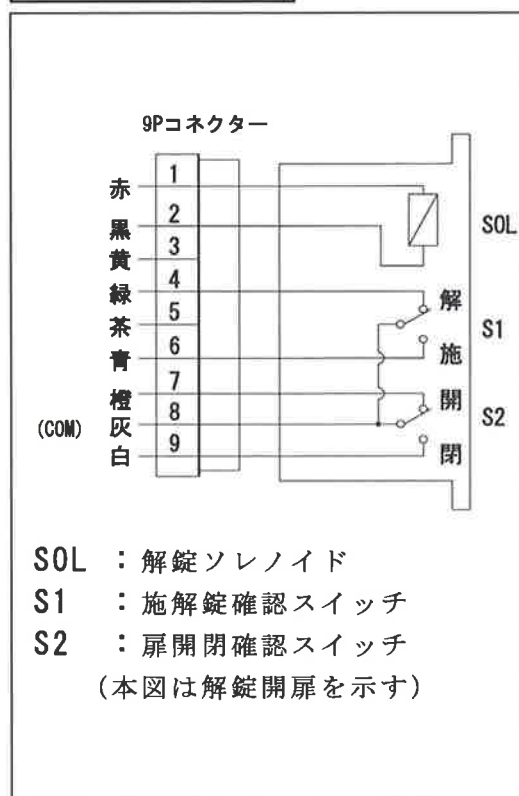 9Pコネクター
赤 1
黒 2
黄 3
緑 4
茶 5
青 6
橙 7
(COM) 灰 8
白 9
SOL
解
施
S1
開
閉
S2
SOL : 解錠ソレノイド
S1 : 施解錠確認スイッチ
S2 : 扉開閉確認スイッチ
(本図は解錠開扉を示す)